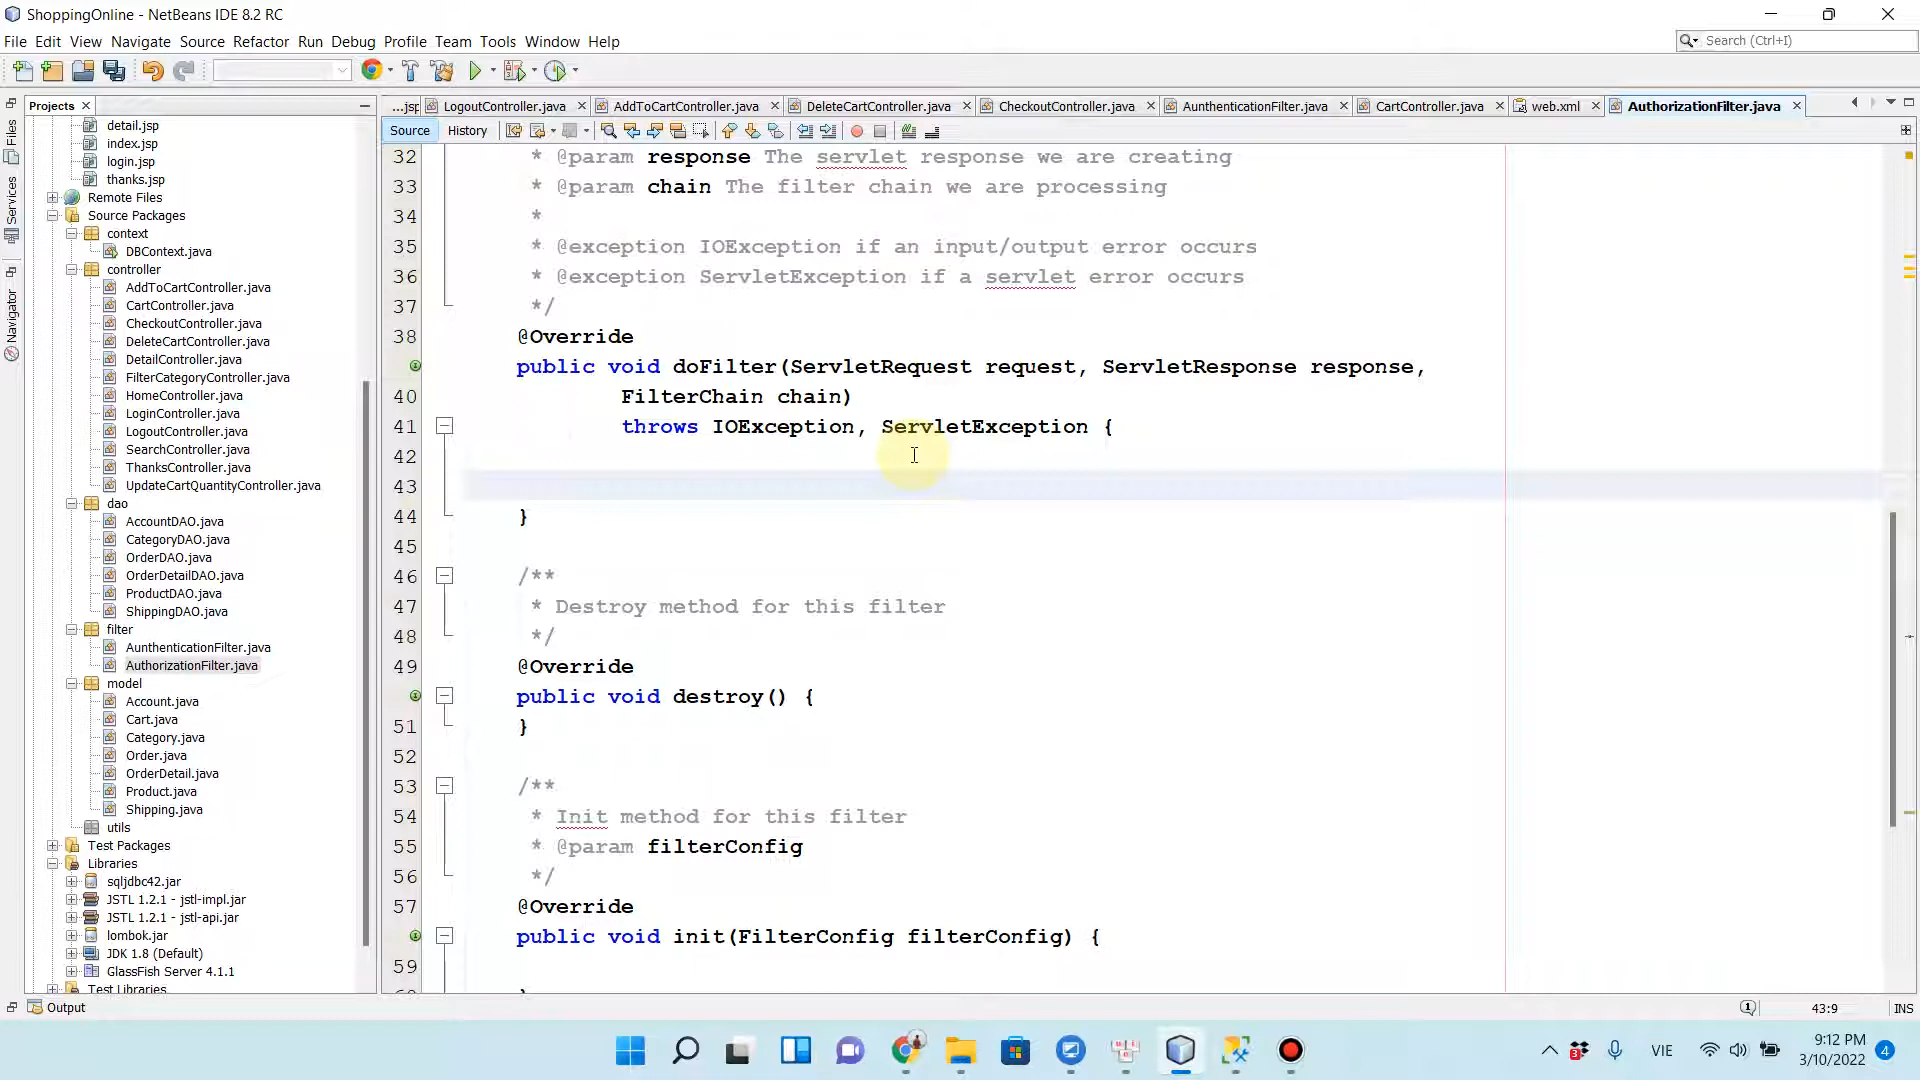 ShoppingOnline - NetBeans IDE 8.2 RC
File Edit View Navigate Source Refactor Run Debug Profile Team Tools Window Help
Search (Ctrl+I)
Projects
...jsp LogoutController.java AddToCartController.java DeleteCartController.java CheckoutController.java AunthenticationFilter.java CartController.java web.xml AuthorizationFilter.java
Source History
Files
Services
Navigator
detail.jsp
index.jsp
login.jsp
thanks.jsp
Remote Files
Source Packages
context
DBContext.java
controller
AddToCartController.java
CartController.java
CheckoutController.java
DeleteCartController.java
DetailController.java
FilterCategoryController.java
HomeController.java
LoginController.java
LogoutController.java
SearchController.java
ThanksController.java
UpdateCartQuantityController.java
dao
AccountDAO.java
CategoryDAO.java
OrderDAO.java
OrderDetailDAO.java
ProductDAO.java
ShippingDAO.java
filter
AunthenticationFilter.java
AuthorizationFilter.java
model
Account.java
Cart.java
Category.java
Order.java
OrderDetail.java
Product.java
Shipping.java
utils
Test Packages
Libraries
sqljdbc42.jar
JSTL 1.2.1 - jstl-impl.jar
JSTL 1.2.1 - jstl-api.jar
lombok.jar
JDK 1.8 (Default)
GlassFish Server 4.1.1
Test Libraries
32 * @param response The servlet response we are creating
33 * @param chain The filter chain we are processing
34 *
35 * @exception IOException if an input/output error occurs
36 * @exception ServletException if a servlet error occurs
37 */
38 @Override
public void doFilter(ServletRequest request, ServletResponse response,
40 FilterChain chain)
41 throws IOException, ServletException {
42
43
44 }
45
46 /**
47 * Destroy method for this filter
48 */
49 @Override
public void destroy() {
51 }
52
53 /**
54 * Init method for this filter
55 * @param filterConfig
56 */
57 @Override
public void init(FilterConfig filterConfig) {
59
Output
1
43:9 INS
3
VIE
9:12 PM
3/10/2022
4